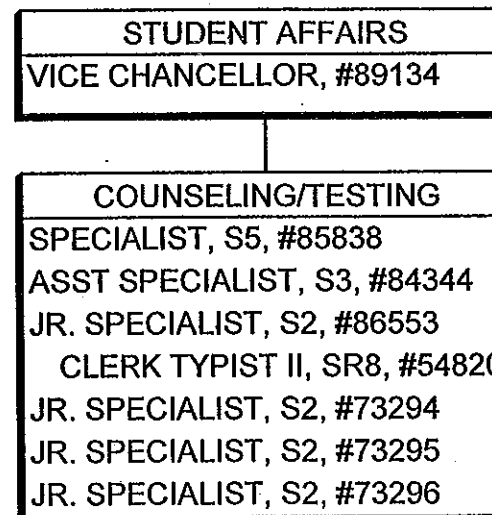 STUDENT AFFAIRS
VICE CHANCELLOR, #89134
COUNSELING/TESTING
SPECIALIST, S5, #85838
ASST SPECIALIST, S3, #84344
JR. SPECIALIST, S2, #86553
CLERK TYPIST II, SR8, #54820
JR. SPECIALIST, S2, #73294
JR. SPECIALIST, S2, #73295
JR. SPECIALIST, S2, #73296